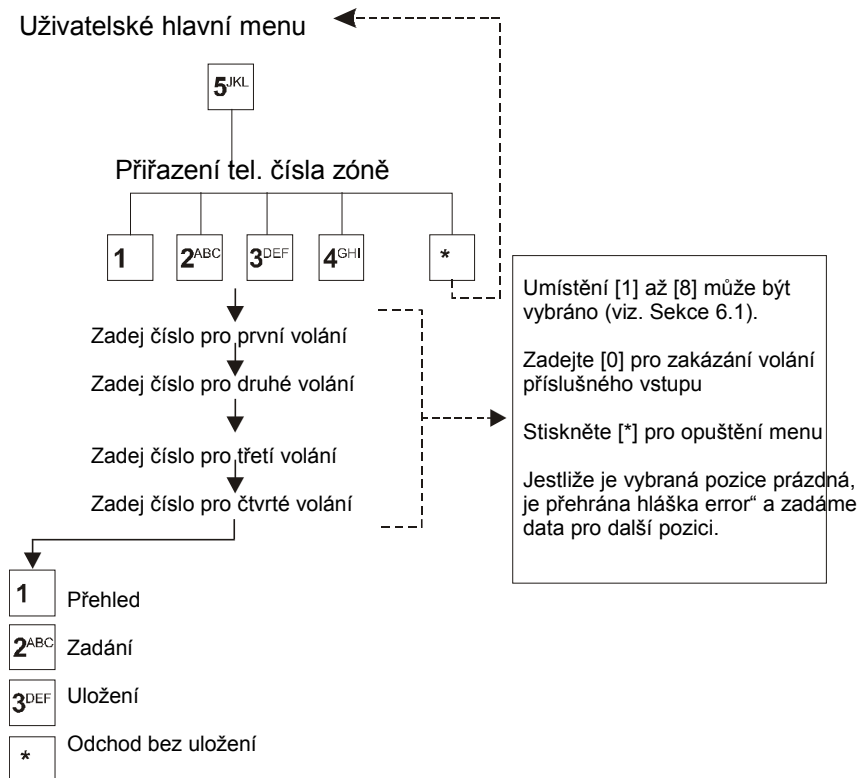 Uživatelské hlavní menu
5JKL
Přiřazení tel. čísla zóně
1 2ABC 3DEF 4GHI *
Zadej číslo pro první volání
Zadej číslo pro druhé volání
Zadej číslo pro třetí volání
Zadej číslo pro čtvrté volání
Umístění [1] až [8] může být
vybráno (viz. Sekce 6.1).
Zadejte [0] pro zakázání volání
příslušného vstupu
Stiskněte [*] pro opuštění menu
Jestliže je vybraná pozice prázdná,
je přehrána hláška error“ a zadáme
data pro další pozici.
1 Přehled
2ABC Zadání
3DEF Uložení
* Odchod bez uložení